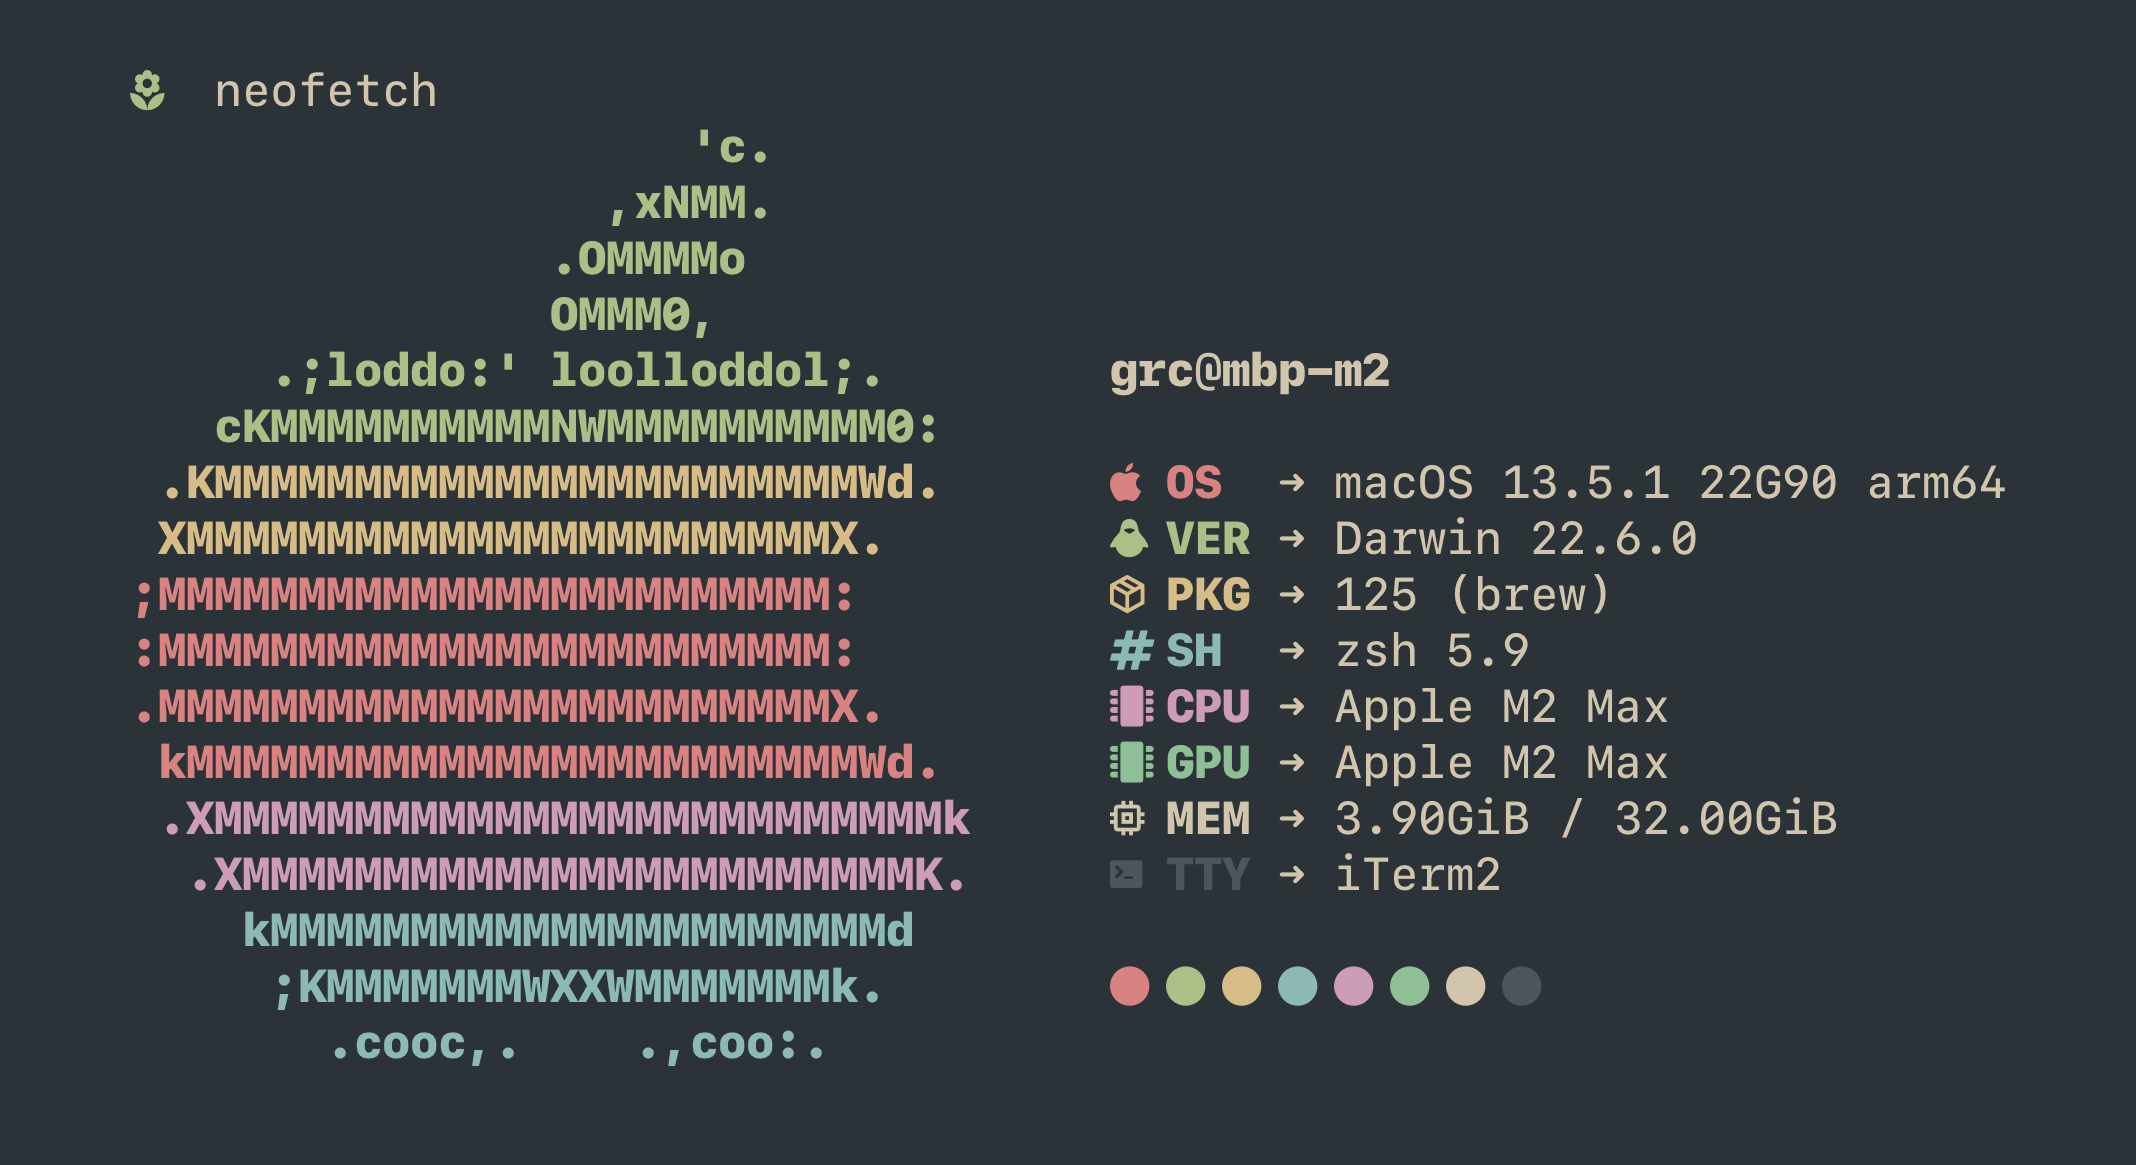 neofetch
'c.
,xNMM.
.OMMMMo
OMMM0,
.;loddo:' loolloddol;.
cKMMMMMMMMMMNWMMMMMMMMMM0:
.KMMMMMMMMMMMMMMMMMMMMMMMWd.
XMMMMMMMMMMMMMMMMMMMMMMMX.
;MMMMMMMMMMMMMMMMMMMMMMMM:
:MMMMMMMMMMMMMMMMMMMMMMMM:
.MMMMMMMMMMMMMMMMMMMMMMMMX.
kMMMMMMMMMMMMMMMMMMMMMMMMWd.
.XMMMMMMMMMMMMMMMMMMMMMMMMMMk
.XMMMMMMMMMMMMMMMMMMMMMMMMK.
kMMMMMMMMMMMMMMMMMMMMMMd
;KMMMMMMMWXXWMMMMMMMk.
.cooc,.    .,coo:.
grc@mbp-m2
OS ➜ macOS 13.5.1 22G90 arm64
VER ➜ Darwin 22.6.0
PKG ➜ 125 (brew)
SH ➜ zsh 5.9
CPU ➜ Apple M2 Max
GPU ➜ Apple M2 Max
MEM ➜ 3.90GiB / 32.00GiB
TTY ➜ iTerm2